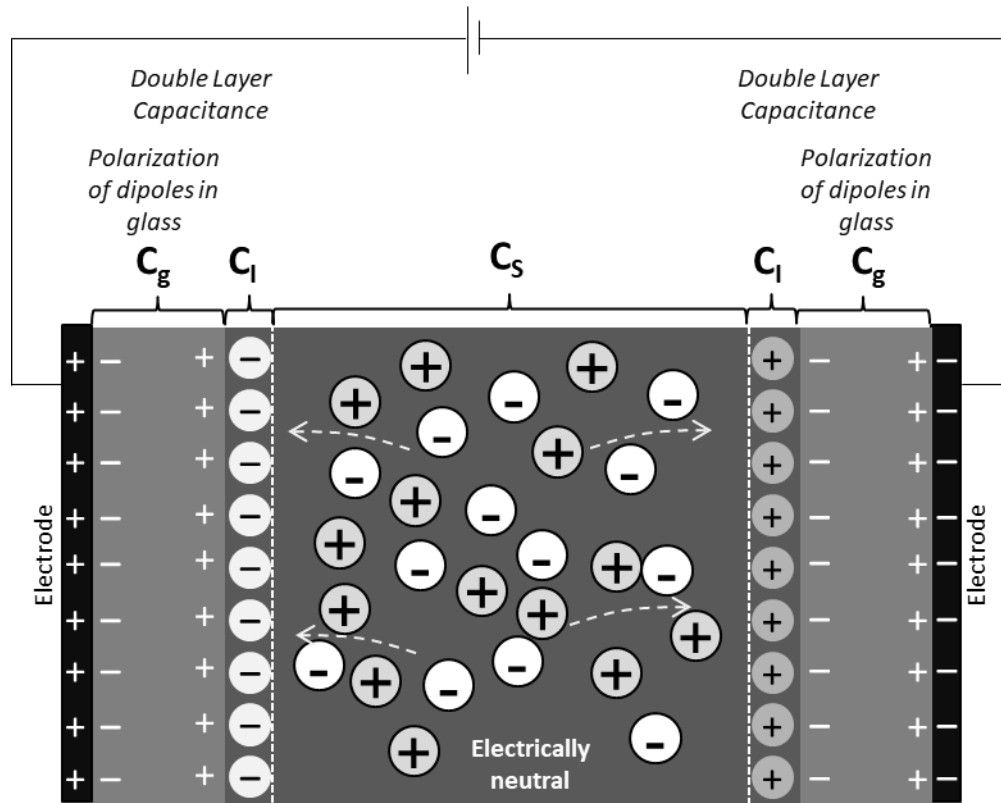 Double Layer
Capacitance
Double Layer
Capacitance
Polarization
of dipoles in
glass
Polarization
of dipoles in
glass
Cg
Cl
CS
Cl
Cg
Electrode
Electrode
Electrically
neutral